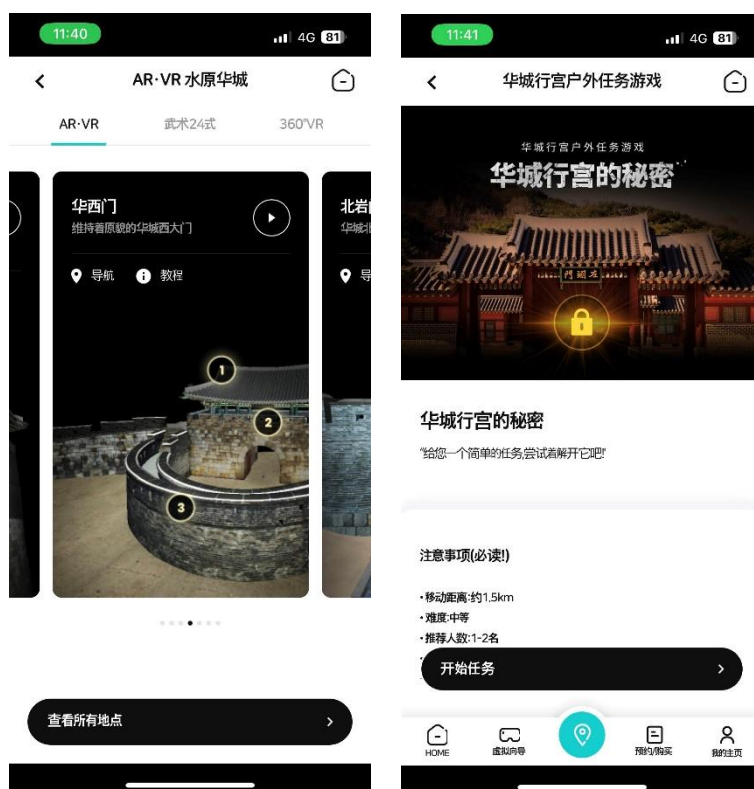 11:40
4G 81
AR·VR 水原华城
AR·VR
武术24式
360°VR
华西门
维持着原貌的华城西大门
导航
教程
北岩
华城北
导
1
2
3
查看所有地点
11:41
4G 81
华城行宫户外任务游戏
华城行宫户外任务游戏
华城行宫的秘密
華城行宫的秘密
"给您一个简单的任务,尝试着解开它吧!"
注意事项(必读!)
•移动距离:约1.5km
•难度:中等
•推荐人数:1-2名
开始任务
HOME
虚拟向导
预约/购买
我的主页